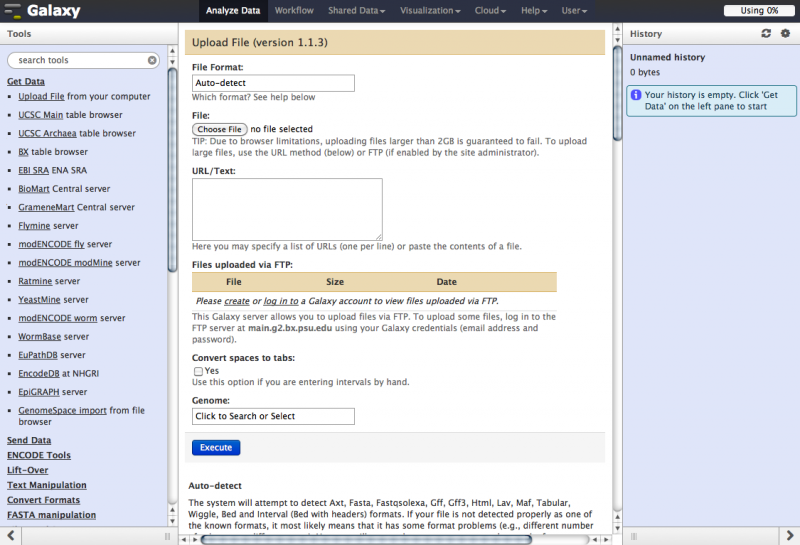 Galaxy
Analyze Data
Workflow
Shared Data
Visualization
Cloud
Help
User
Using 0%
Tools
search tools
Get Data
Upload File from your computer
UCSC Main table browser
UCSC Archaea table browser
BX table browser
EBI SRA ENA SRA
BioMart Central server
GrameneMart Central server
Flymine server
modENCODE fly server
modENCODE modMine server
Ratmine server
YeastMine server
modENCODE worm server
WormBase server
EuPathDB server
EncodeDB at NHGRI
EpiGRAPH server
GenomeSpace import from file
browser
Send Data
ENCODE Tools
Lift-Over
Text Manipulation
Convert Formats
FASTA manipulation
Upload File (version 1.1.3)
File Format:
Auto-detect
Which format? See help below
File:
Choose File no file selected
TIP: Due to browser limitations, uploading files larger than 2GB is guaranteed to fail. To upload
large files, use the URL method (below) or FTP (if enabled by the site administrator).
URL/Text:
Here you may specify a list of URLs (one per line) or paste the contents of a file.
Files uploaded via FTP:
File Size Date
Please create or log in to a Galaxy account to view files uploaded via FTP.
This Galaxy server allows you to upload files via FTP. To upload some files, log in to the
FTP server at main.g2.bx.psu.edu using your Galaxy credentials (email address and
password).
Convert spaces to tabs:
Yes
Use this option if you are entering intervals by hand.
Genome:
Click to Search or Select
Execute
Auto-detect
The system will attempt to detect Axt, Fasta, Fastqsolexa, Gff, Gff3, Html, Lav, Maf, Tabular,
Wiggle, Bed and Interval (Bed with headers) formats. If your file is not detected properly as one of
the known formats, it most likely means that it has some format problems (e.g., different number
History
Unnamed history
0 bytes
Your history is empty. Click 'Get
Data' on the left pane to start